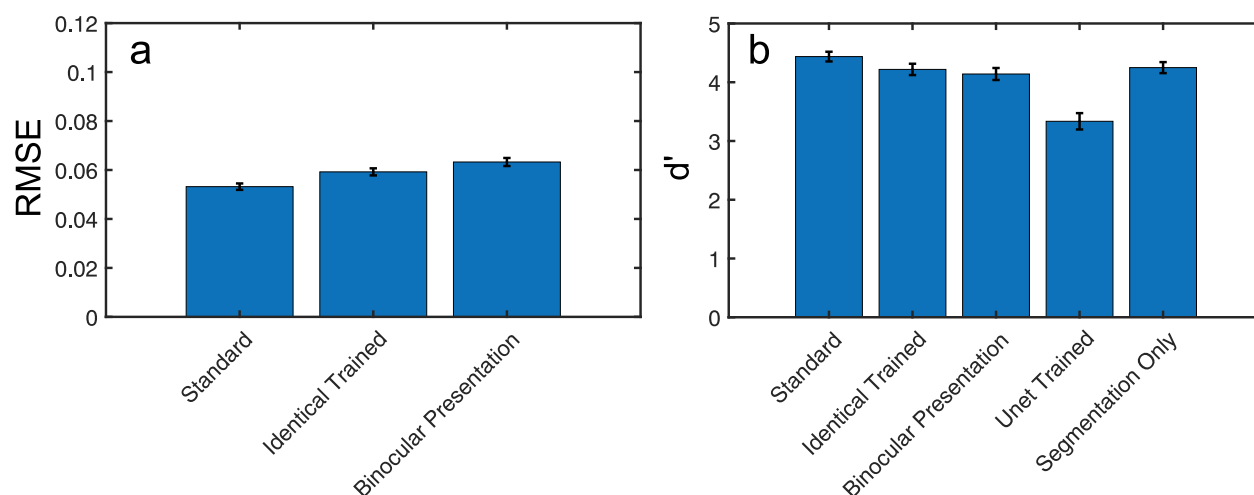 a
RMSE
0.12
0.1
0.08
0.06
0.04
0.02
0
Standard
Identical Trained
Binocular Presentation
b
d'
5
4
3
2
1
0
Standard
Identical Trained
Binocular Presentation
Unet Trained
Segmentation Only